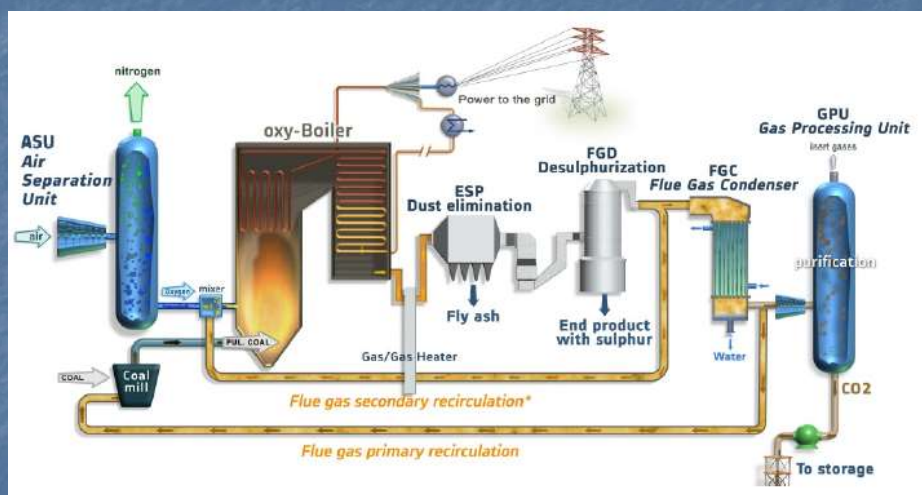 nitrogen
ASU
Air
Separation
Unit
air
Oxygen
mixer
COAL
Coal
mill
PUL. COAL
oxy-Boiler
Power to the grid
Gas/Gas Heater
ESP
Dust elimination
Fly ash
FGD
Desulphurization
End product
with sulphur
FGC
Flue Gas Condenser
Water
GPU
Gas Processing Unit
inert gases
purification
CO2
To storage
Flue gas secondary recirculation*
Flue gas primary recirculation